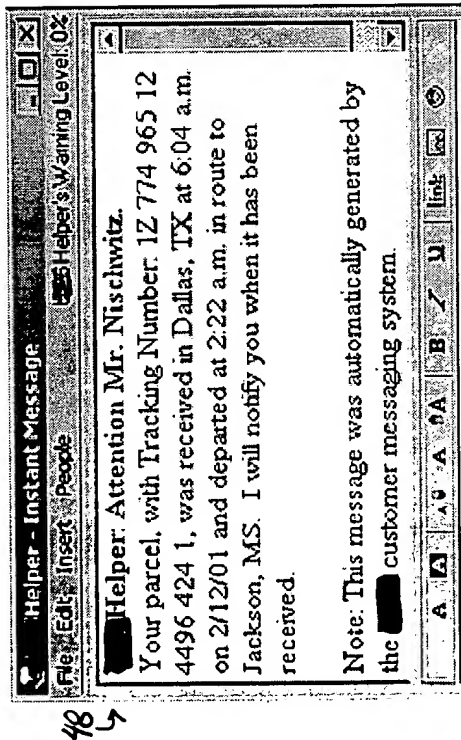 Helper - Instant Message
File Edit Insert People Helper's Warning Level: 0%
Helper: Attention Mr. Nischwitz.
Your parcel, with Tracking Number: 1Z 774 965 12
4496 424 1, was received in Dallas, TX at 6:04 a.m.
on 2/12/01 and departed at 2:22 a.m. in route to
Jackson, MS. I will notify you when it has been
received.
Note: This message was automatically generated by
the customer messaging system.
A A A A A B I U link
48